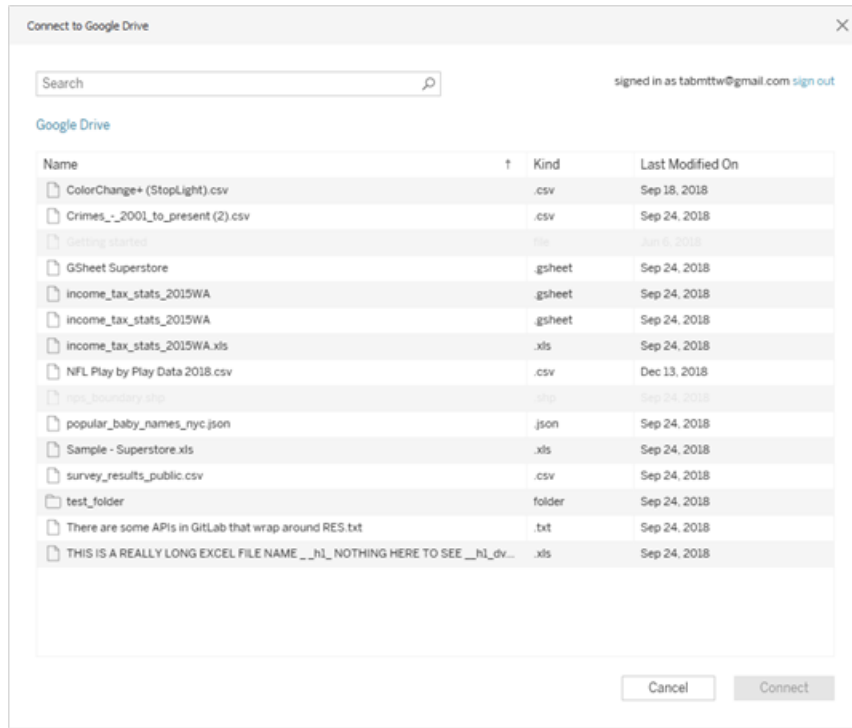 Connect to Google Drive
Search
signed in as tabmttw@gmail.com sign out
Google Drive
Name ↑ Kind Last Modified On
ColorChange+ (StopLight).csv .csv Sep 18, 2018
Crimes_-_2001_to_present (2).csv .csv Sep 24, 2018
Getting started file Jun 6, 2018
GSheet Superstore .gsheet Sep 24, 2018
income_tax_stats_2015WA .gsheet Sep 24, 2018
income_tax_stats_2015WA .gsheet Sep 24, 2018
income_tax_stats_2015WA.xls .xls Sep 24, 2018
NFL Play by Play Data 2018.csv .csv Dec 13, 2018
.shp Sep 24, 2018
popular_baby_names_nyc.json .json Sep 24, 2018
Sample - Superstore.xls .xls Sep 24, 2018
survey_results_public.csv .csv Sep 24, 2018
test_folder folder Sep 24, 2018
There are some APIs in GitLab that wrap around RES.txt .txt Sep 24, 2018
THIS IS A REALLY LONG EXCEL FILE NAME _ _h1_ NOTHING HERE TO SEE __h1_dv... .xls Sep 24, 2018
Cancel Connect